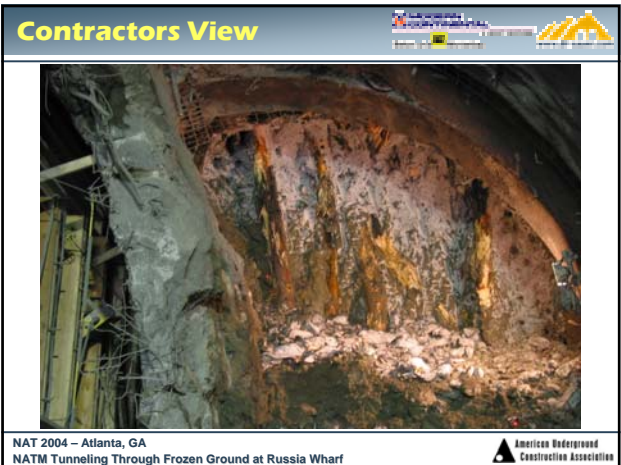 Contractors View
NAT 2004 – Atlanta, GA
NATM Tunneling Through Frozen Ground at Russia Wharf
American Underground
Construction Association